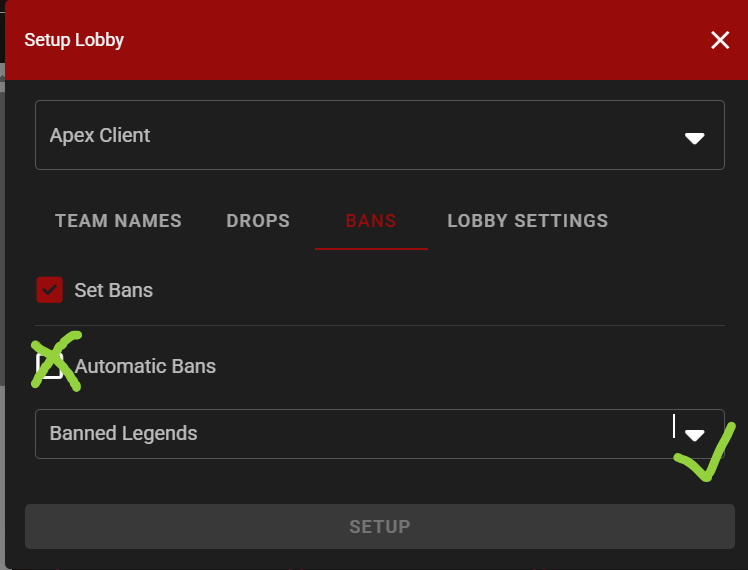 Setup Lobby
Apex Client
TEAM NAMES DROPS BANS LOBBY SETTINGS
Set Bans
Automatic Bans
Banned Legends
SETUP